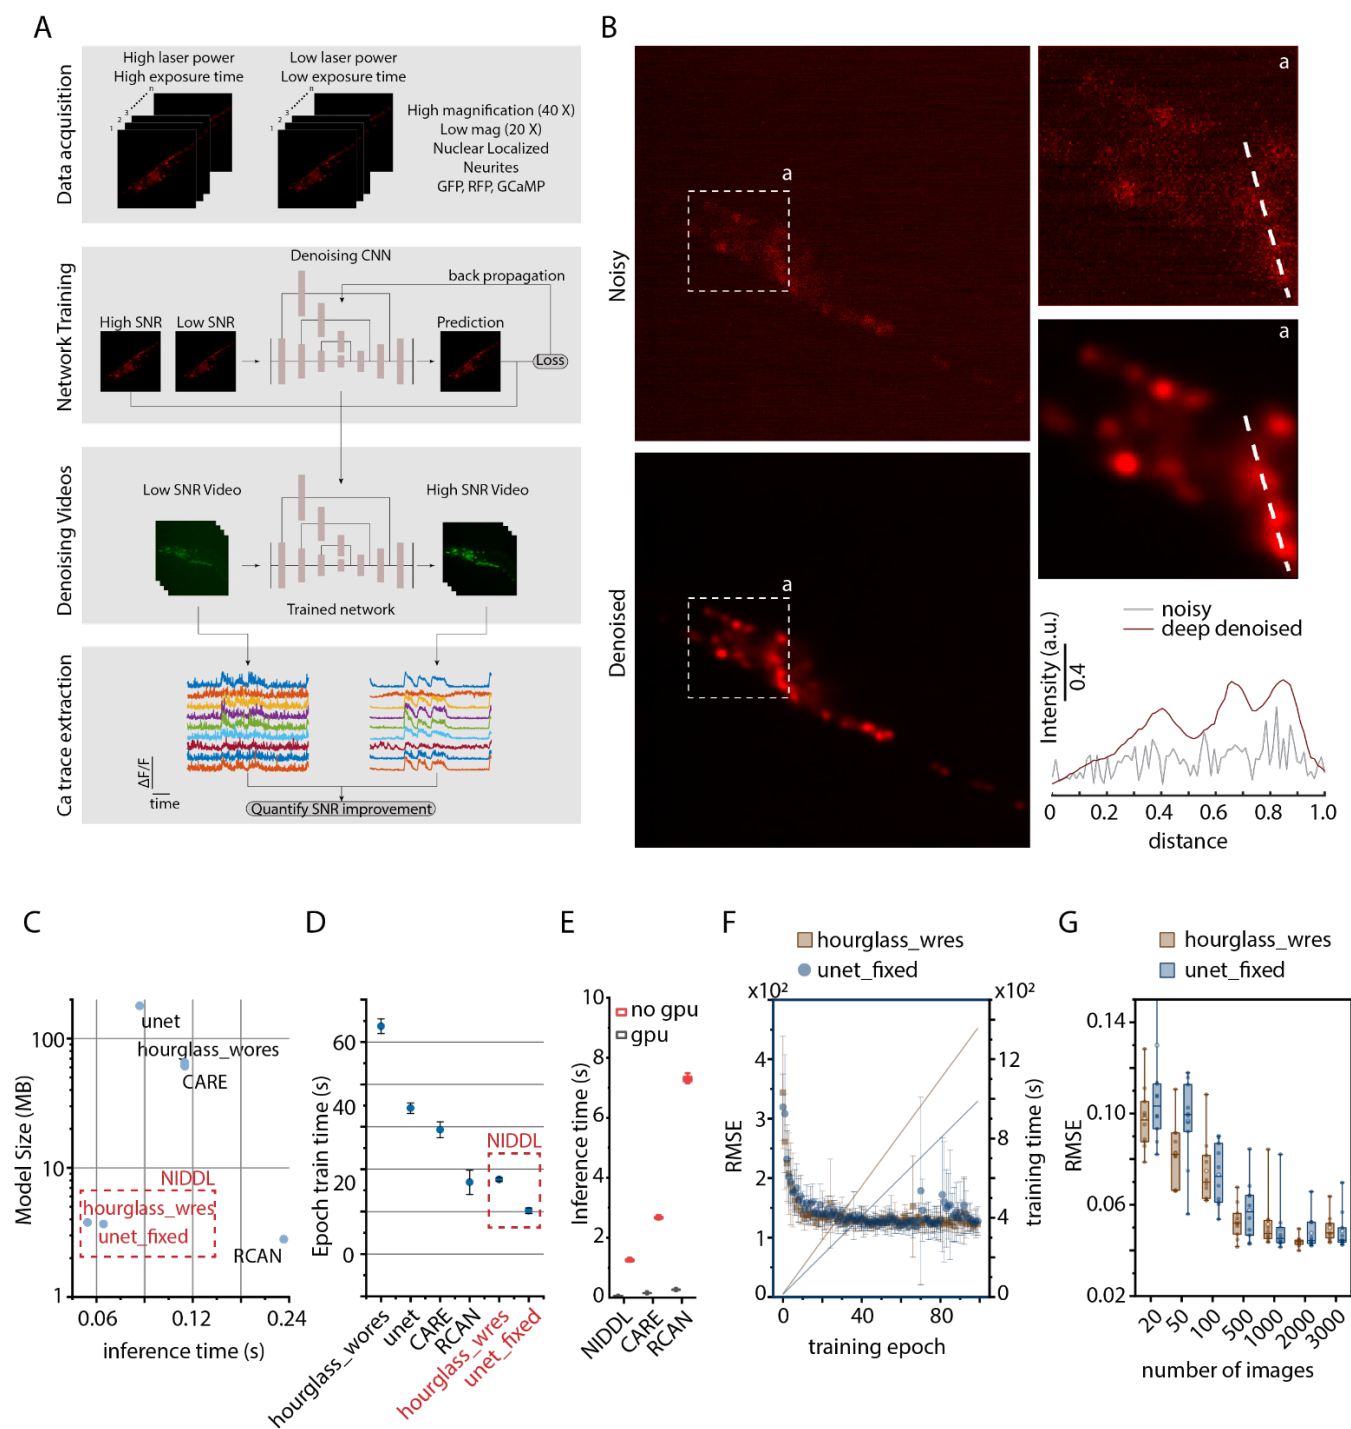 A
Data acquisition
High laser power
High exposure time
Low laser power
Low exposure time
n
3
2
1
n
3
2
1
High magnification (40 X)
Low mag (20 X)
Nuclear Localized
Neurites
GFP, RFP, GCaMP
Network Training
Denoising CNN
back propagation
High SNR
Low SNR
Prediction
Loss
Denoising Videos
Low SNR Video
High SNR Video
Trained network
Ca trace extraction
ΔF/F
time
Quantify SNR improvement
B
Noisy
a
a
Denoised
a
a
noisy
deep denoised
Intensity (a.u.)
0.4
0 0.2 0.4 0.6 0.8 1.0
distance
C
Model Size (MB)
100
10
1
unet
hourglass_wores
CARE
NIDDL
hourglass_wres
unet_fixed
RCAN
0.06 0.12 0.24
inference time (s)
D
Epoch train time (s)
60
40
20
0
NIDDL
hourglass_wores
unet
CARE
RCAN
hourglass_wres
unet_fixed
E
Inference time (s)
10
8
6
4
2
0
no gpu
gpu
NIDDL
CARE
RCAN
F
hourglass_wres
unet_fixed
x10²
x10²
RMSE
4
3
2
1
0
12
8
4
0
training time (s)
0 40 80
training epoch
G
hourglass_wres
unet_fixed
RMSE
0.14
0.10
0.06
0.02
20
50
100
500
1000
2000
3000
number of images